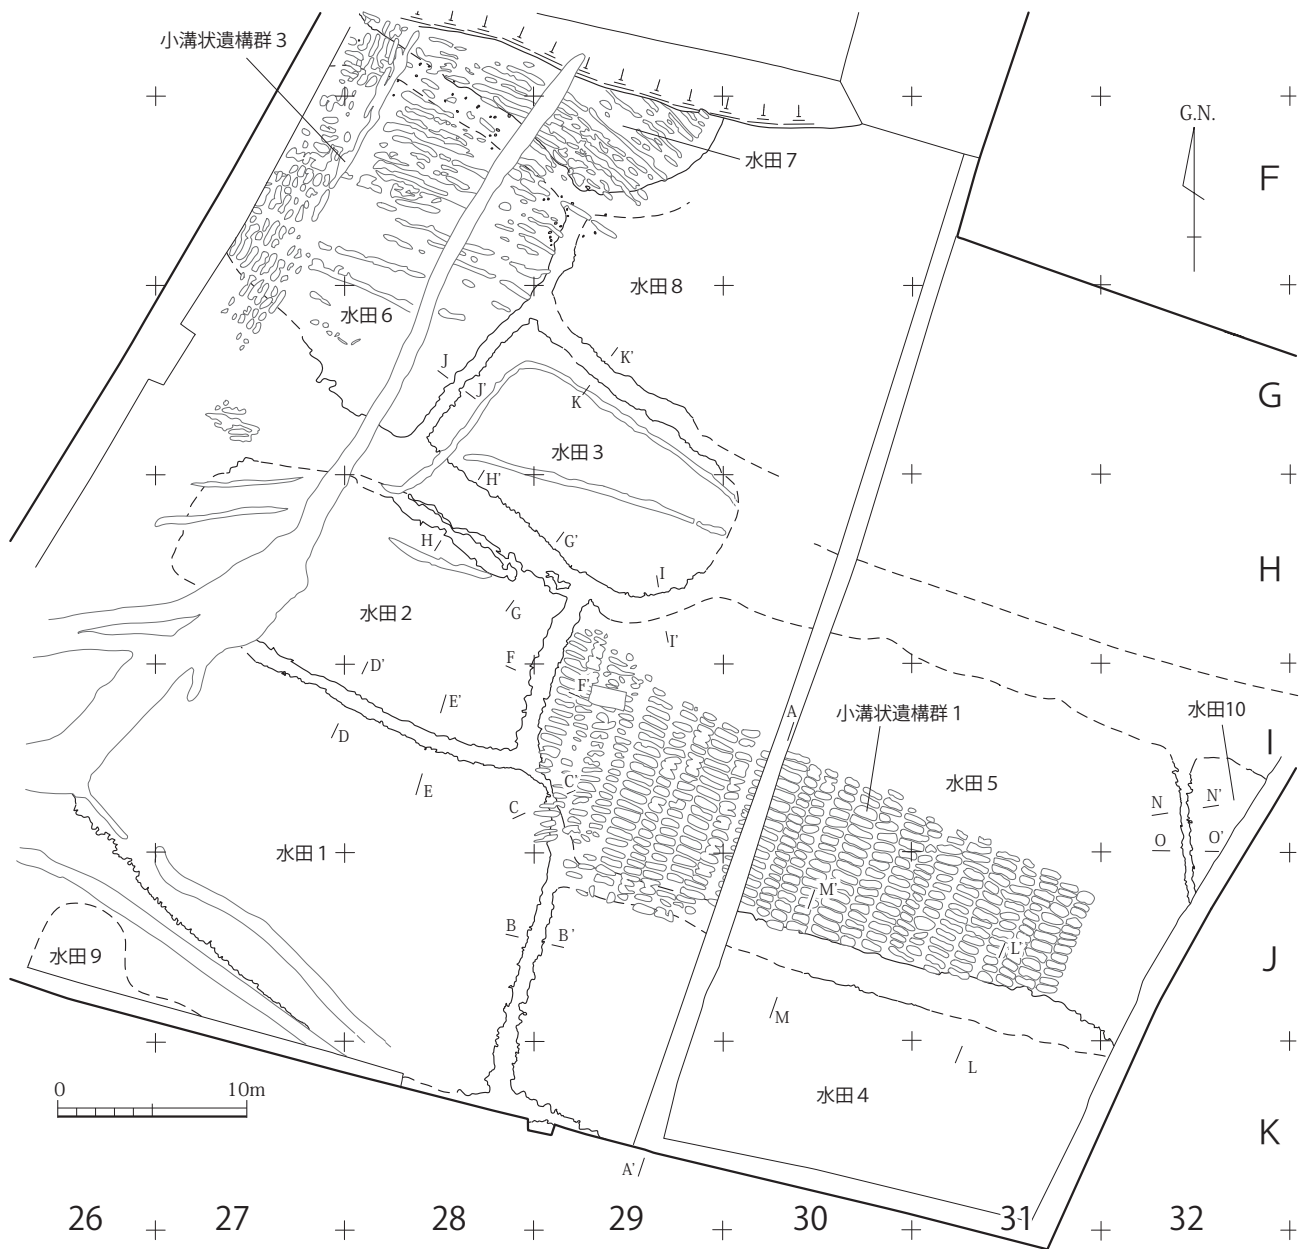 小溝状遺構群3
G.N.
水田7
F
水田8
水田6
K'
J
J'
K
G
水田3
H'
G'
H
I
H
G
水田2
I'
F
D'
F'
E'
A
小溝状遺構群1
水田10
D
I
C'
水田5
E
C
N
N'
O
O'
水田1
M'
B
B'
L'
水田9
J
M
L
0
10m
水田4
K
A'
26
27
28
29
30
31
32